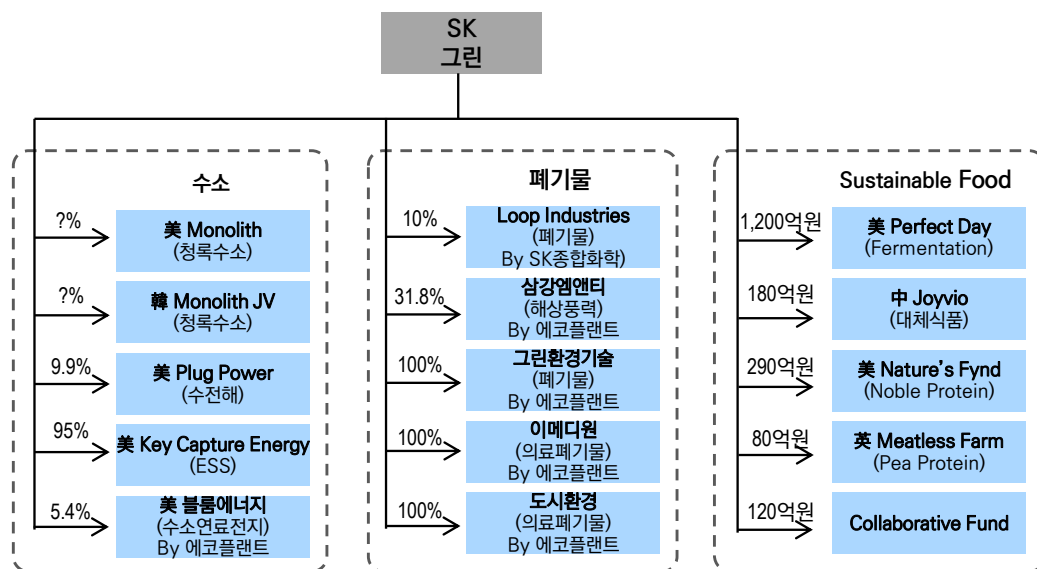 SK
그린
수소
?%
美 Monolith
(청록수소)
?%
韓 Monolith JV
(청록수소)
9.9%
美 Plug Power
(수전해)
95%
美 Key Capture Energy
(ESS)
5.4%
美 블룸에너지
(수소연료전지)
By 에코플랜트
폐기물
10%
Loop Industries
(폐기물)
By SK종합화학)
31.8%
삼강엠앤티
(해상풍력)
By 에코플랜트
100%
그린환경기술
(폐기물)
By 에코플랜트
100%
이메디원
(의료폐기물)
By 에코플랜트
100%
도시환경
(의료폐기물)
By 에코플랜트
Sustainable Food
1,200억원
美 Perfect Day
(Fermentation)
180억원
中 Joyvio
(대체식품)
290억원
美 Nature's Fynd
(Noble Protein)
80억원
英 Meatless Farm
(Pea Protein)
120억원
Collaborative Fund